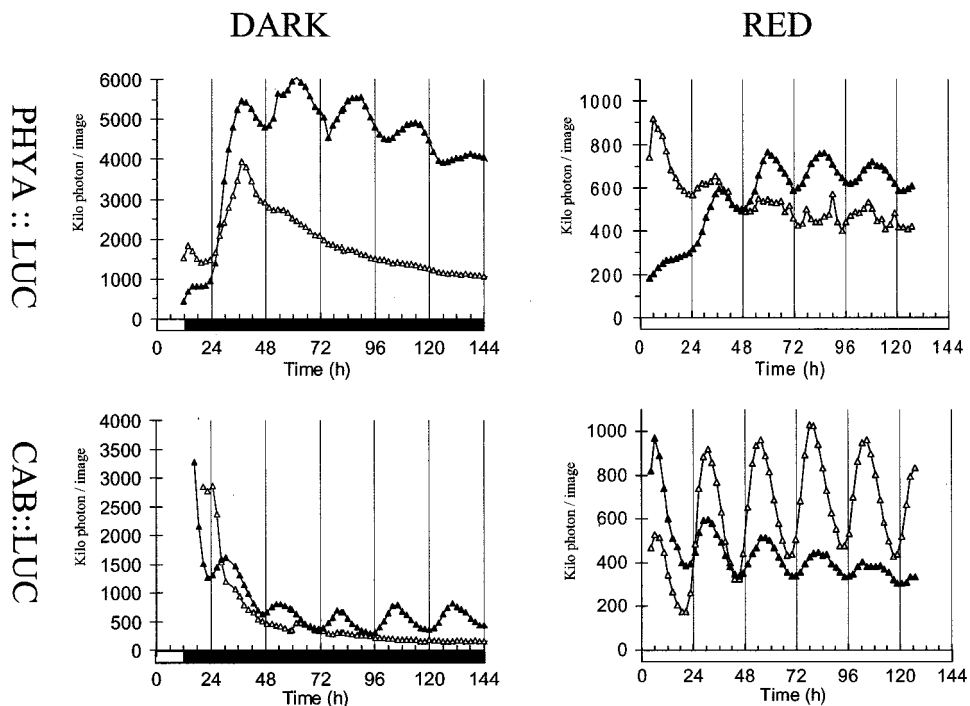 DARK
RED
PHYA :: LUC
Kilo photon / image
6000
5000
4000
3000
2000
1000
0
0 24 48 72 96 120 144
Time (h)
Kilo photon / image
1000
800
600
400
200
0
0 24 48 72 96 120 144
Time (h)
CAB::LUC
Kilo photon / image
4000
3500
3000
2500
2000
1500
1000
500
0
0 24 48 72 96 120 144
Time (h)
Kilo photon / image
1000
800
600
400
200
0
0 24 48 72 96 120 144
Time (h)